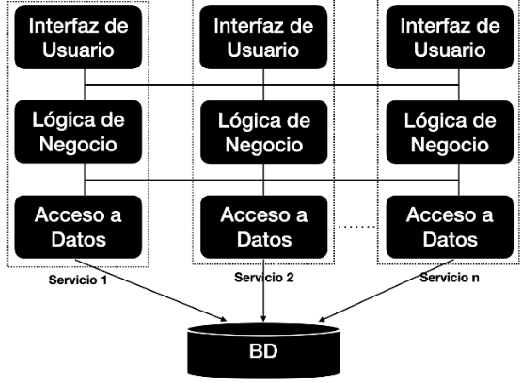 Interfaz de
Usuario
Interfaz de
Usuario
Interfaz de
Usuario
Lógica de
Negocio
Lógica de
Negocio
Lógica de
Negocio
Acceso a
Datos
Acceso a
Datos
Acceso a
Datos
Servicio 1
Servicio 2
Servicio n
BD